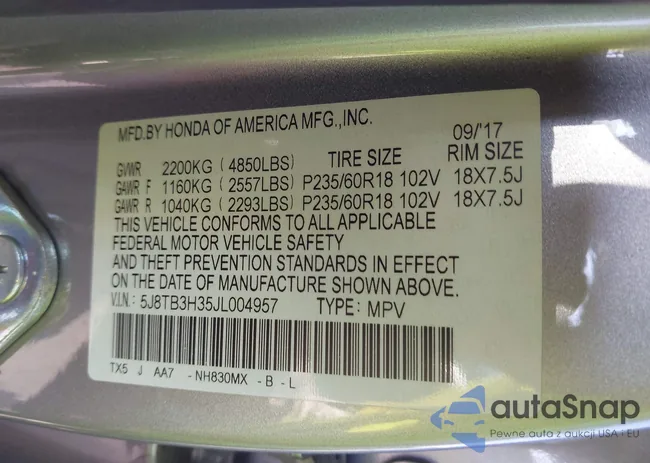 MFD.BY HONDA OF AMERICA MFG.,INC. 09/'17
GVWR 2200KG (4850LBS) TIRE SIZE RIM SIZE
GAWR F 1160KG (2557LBS) P235/60R18 102V 18X7.5J
GAWR R 1040KG (2293LBS) P235/60R18 102V 18X7.5J
THIS VEHICLE CONFORMS TO ALL APPLICABLE
FEDERAL MOTOR VEHICLE SAFETY
AND THEFT PREVENTION STANDARDS IN EFFECT
ON THE DATE OF MANUFACTURE SHOWN ABOVE.
V.I.N.: 5J8TB3H35JL004957 TYPE: MPV
TX5 J AA7 -NH830MX -B -L
autaSnap
Pewne auta z aukcji USA i EU